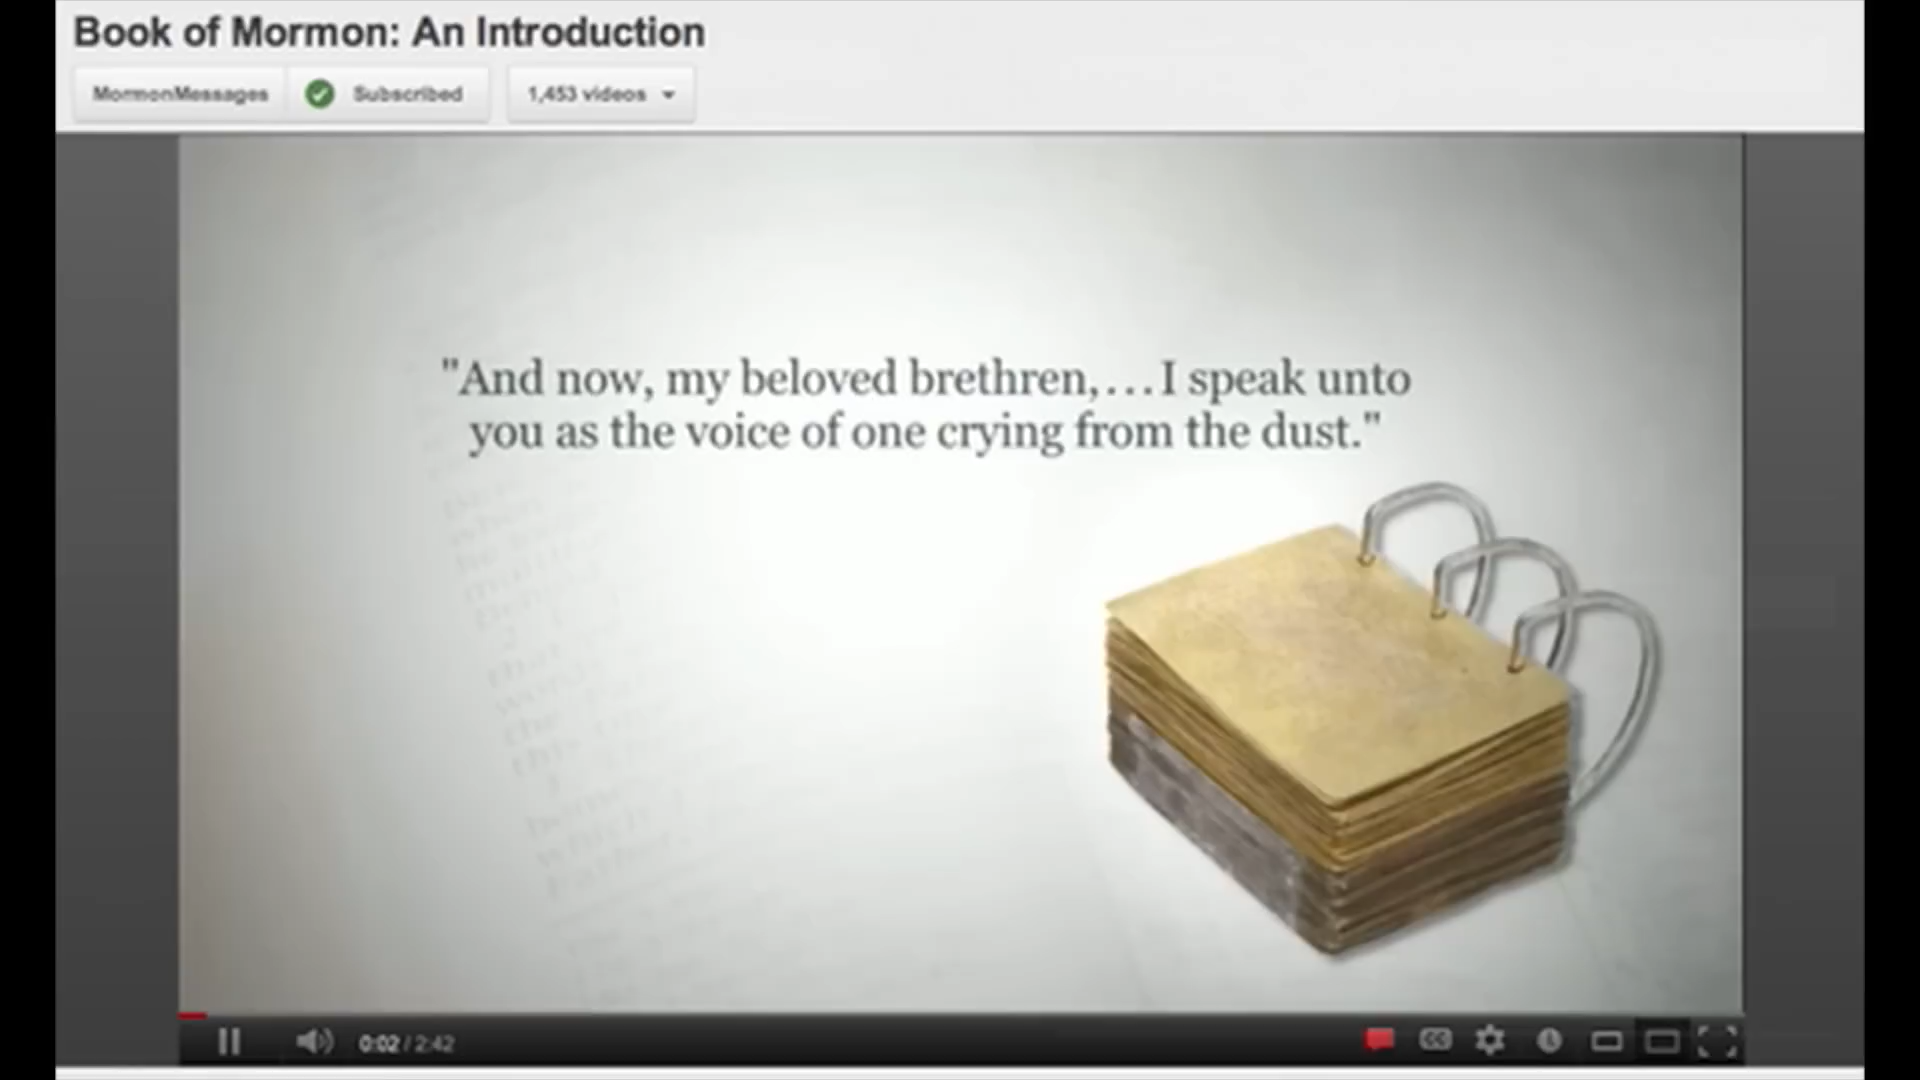 Book of Mormon: An Introduction
MormonMessages Subscribed 1,453 videos
"And now, my beloved brethren,...I speak unto
you as the voice of one crying from the dust."
0:02 / 2:42
CC